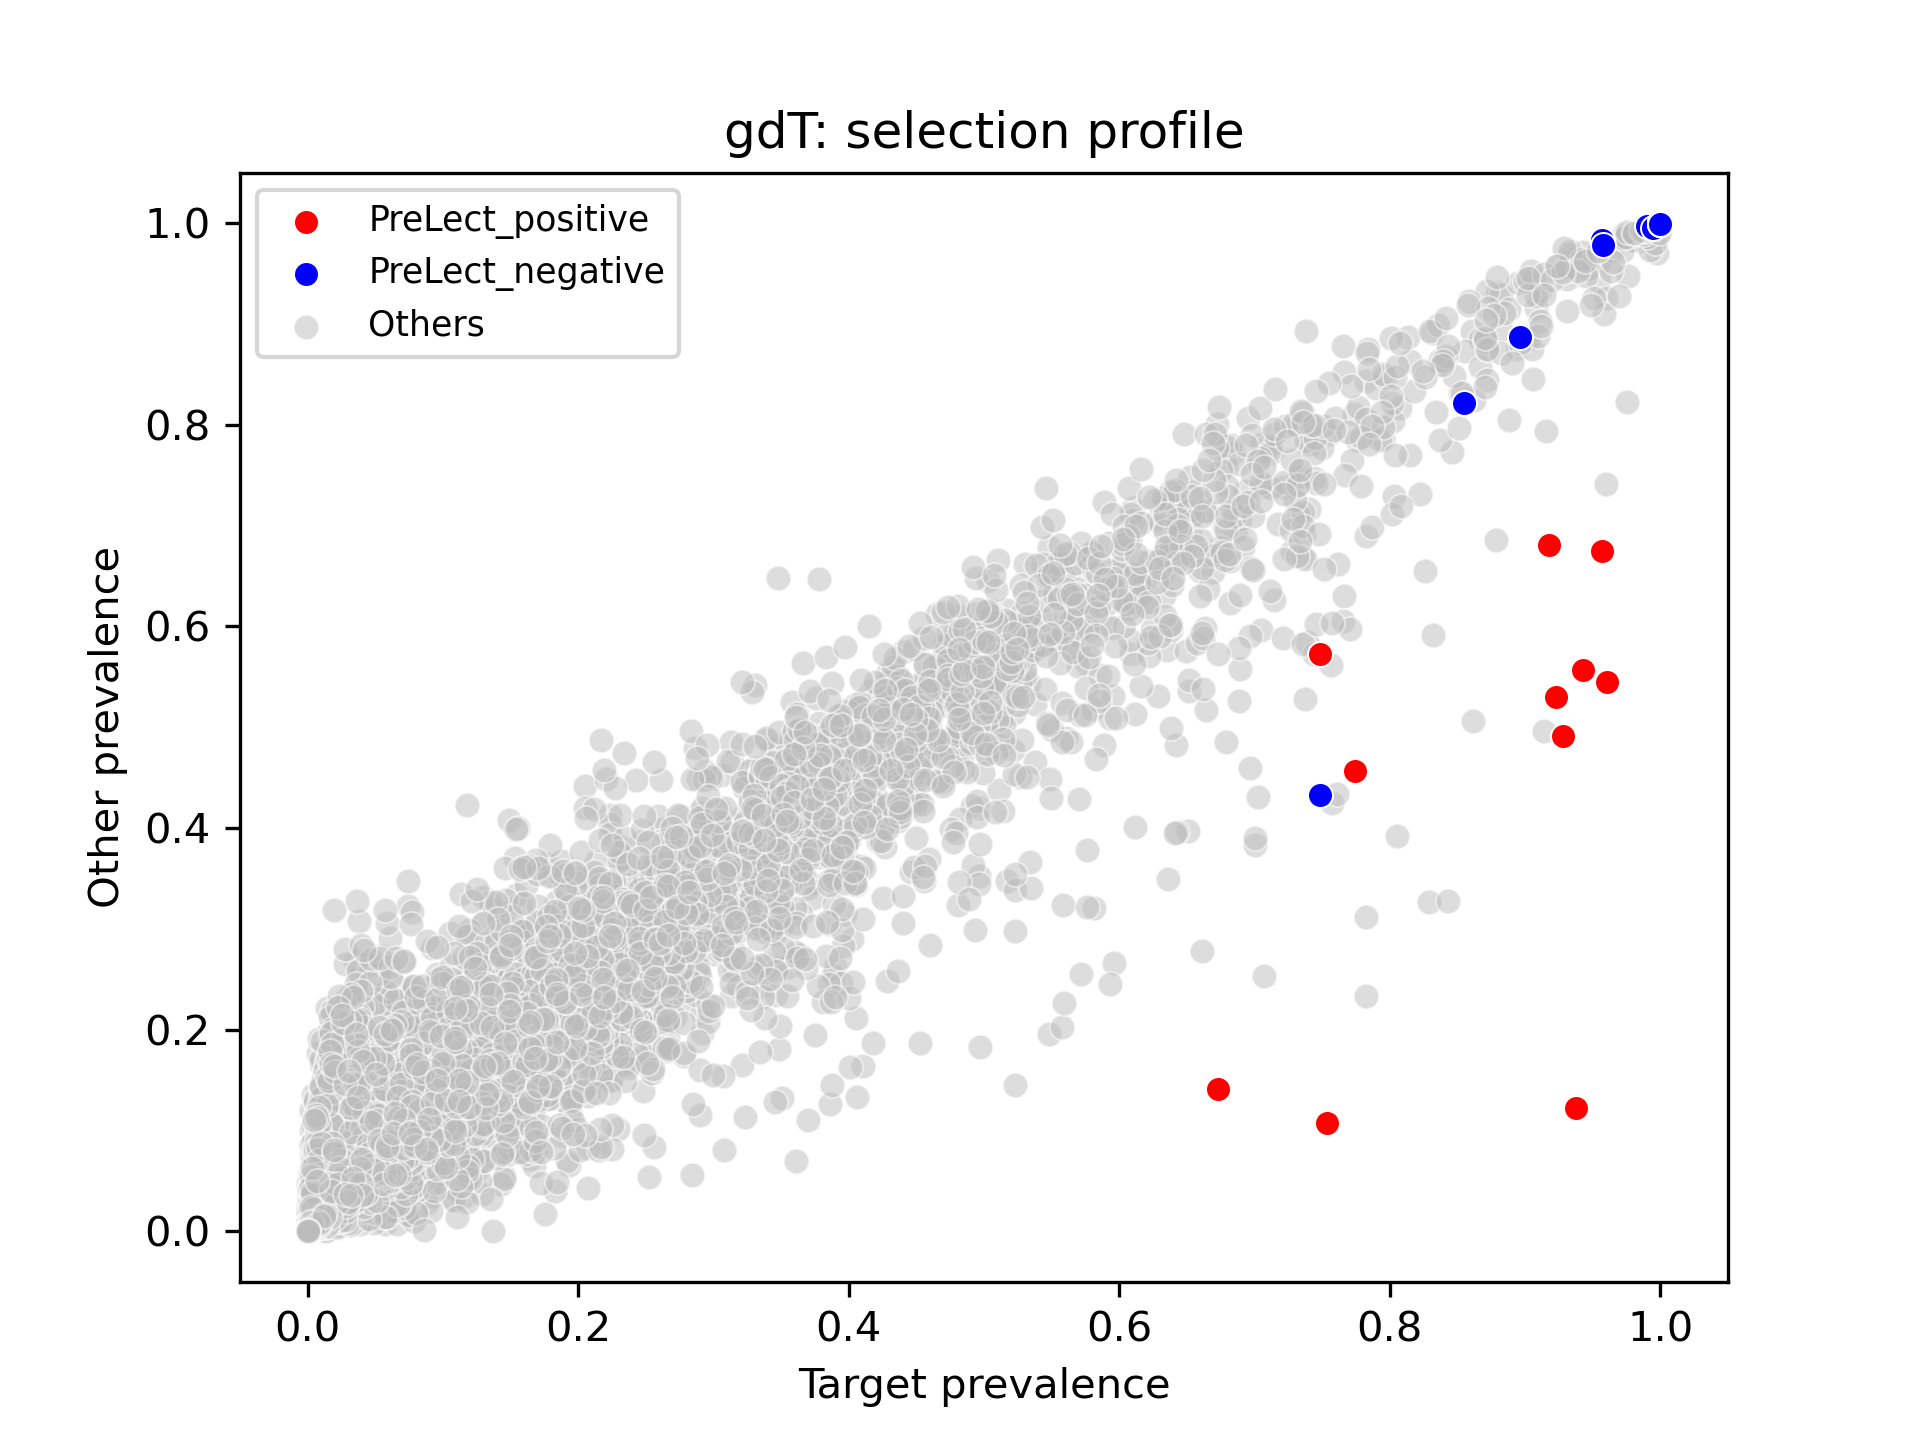 gdT: selection profile
PreLect_positive
PreLect_negative
Others
1.0
0.8
0.6
0.4
0.2
0.0
Other prevalence
0.0 0.2 0.4 0.6 0.8 1.0
Target prevalence